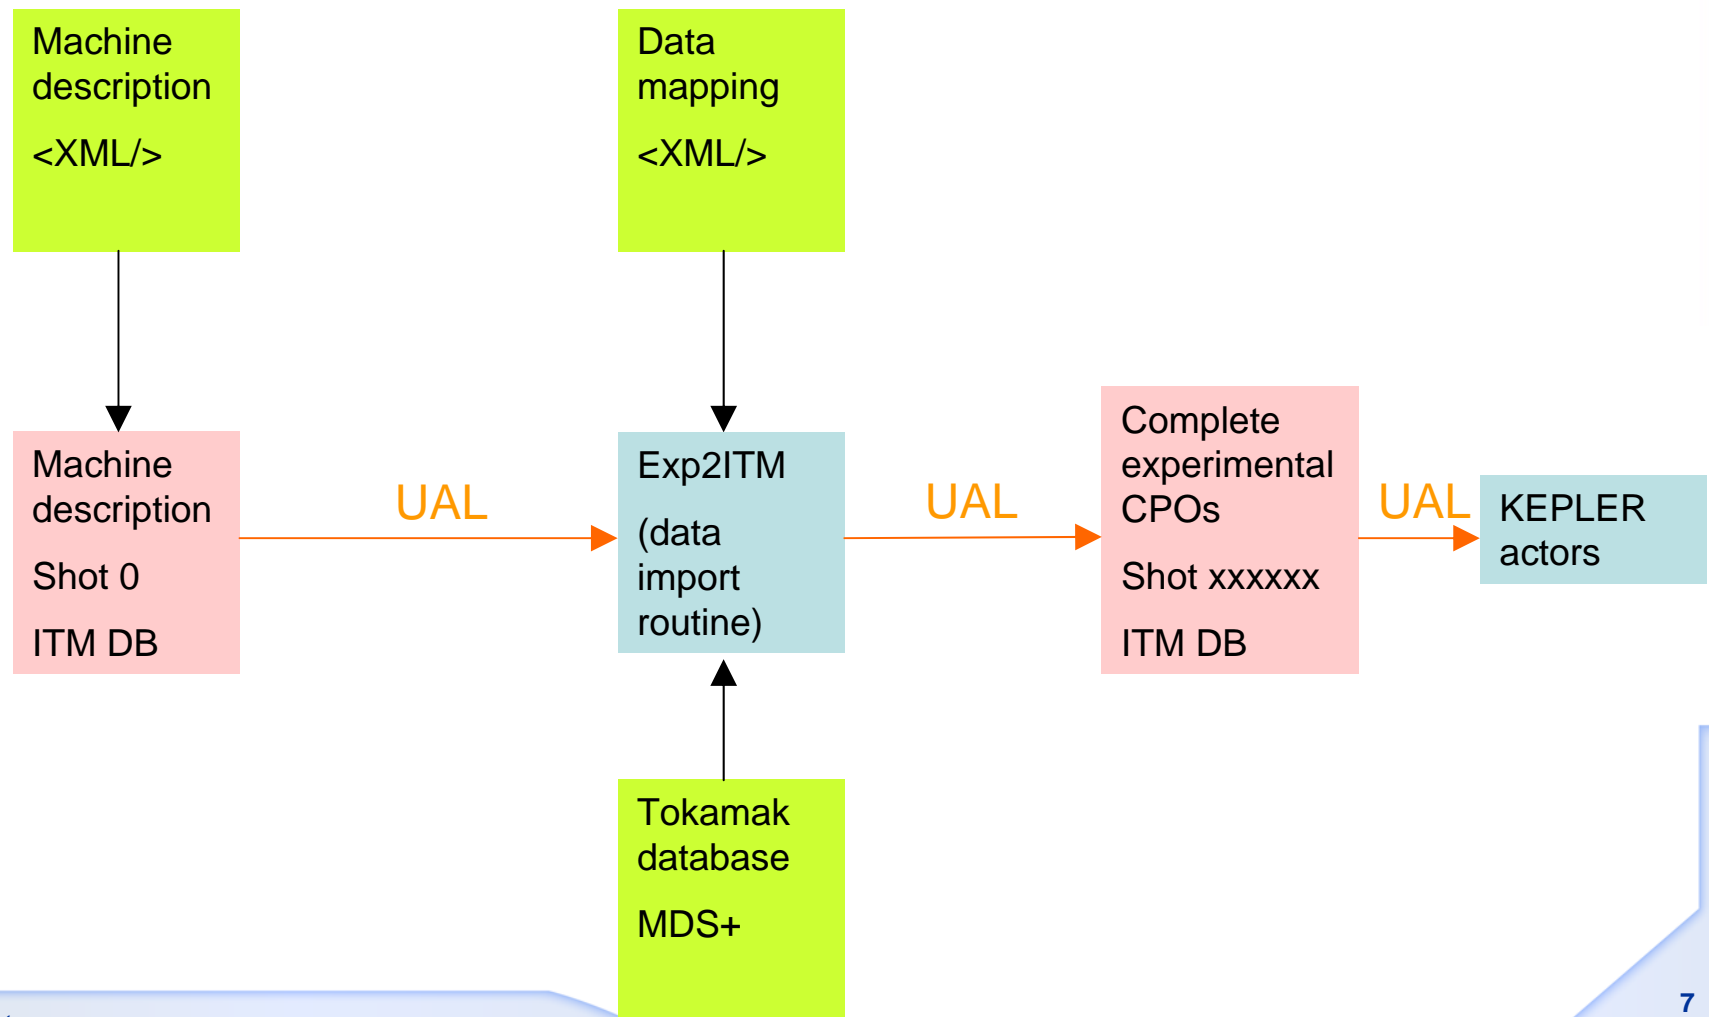 Machine
description
<XML/>
Data
mapping
<XML/>
Machine
description
Shot 0
ITM DB
UAL
Exp2ITM
(data
import
routine)
UAL
Complete
experimental
CPOs
Shot xxxxxx
ITM DB
UAL
KEPLER
actors
Tokamak
database
MDS+
7